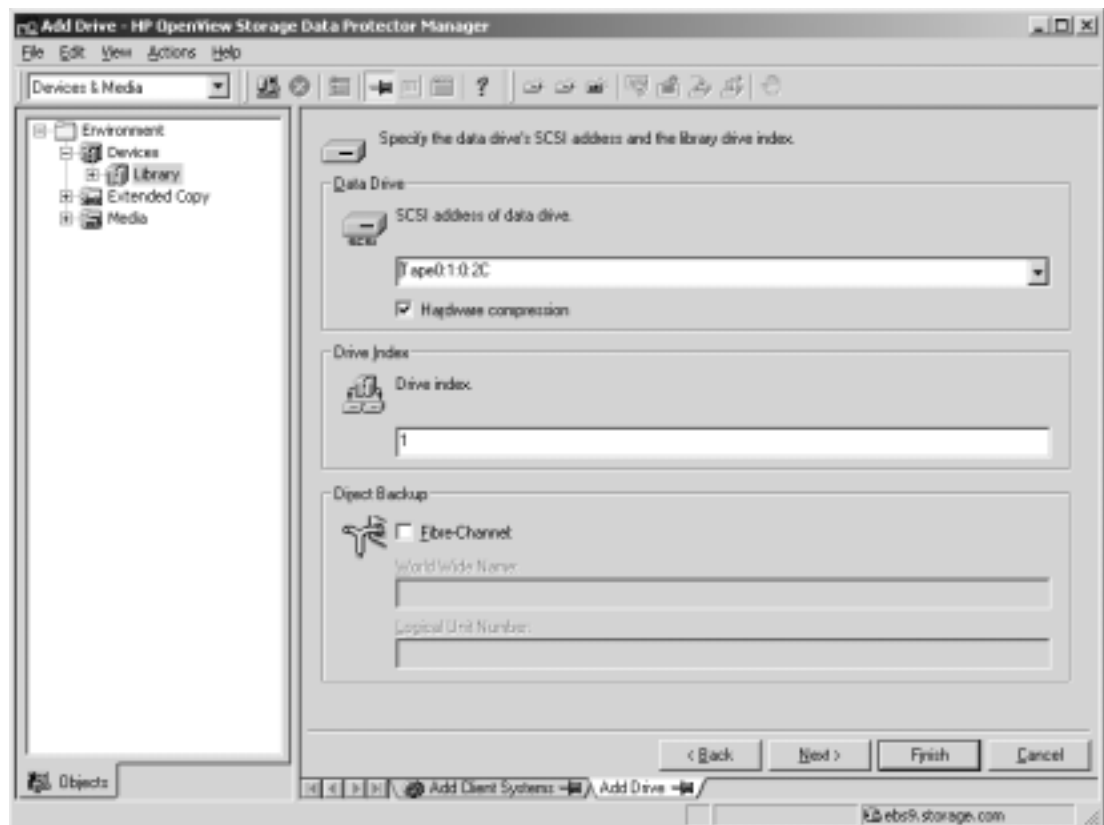 Add Drive - HP OpenView Storage Data Protector Manager
File Edit View Actions Help
Devices & Media
?
Environment
Devices
Library
Extended Copy
Media
Specify the data drive's SCSI address and the library drive index.
Data Drive
SCSI address of data drive.
SCSI
Tape0:1:0:2C
Hardware compression
Drive Index
Drive index.
1
Direct Backup
Fibre-Channel
World Wide Name:
Logical Unit Number:
< Back Next > Finish Cancel
Objects
Add Client Systems Add Drive
ebs9.storage.com